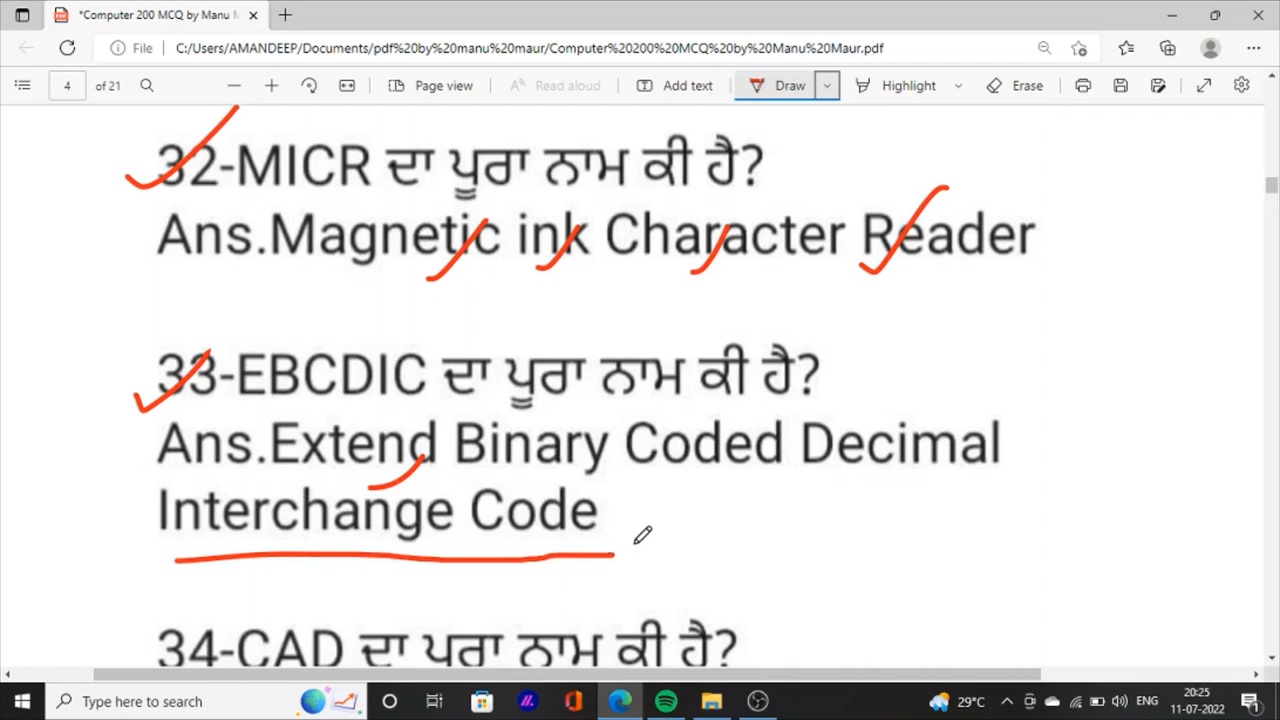 *Computer 200 MCQ by Manu M
File
C:/Users/AMANDEEP/Documents/pdf%20by%20manu%20maur/Computer%20200%20MCQ%20by%20Manu%20Maur.pdf
4 of 21
Page view
Read aloud
Add text
Draw
Highlight
Erase
32-MICR ਦਾ ਪੂਰਾ ਨਾਮ ਕੀ ਹੈ?
Ans.Magnetic ink Character Reader
33-EBCDIC ਦਾ ਪੂਰਾ ਨਾਮ ਕੀ ਹੈ?
Ans.Extend Binary Coded Decimal
Interchange Code
34-CAD ਦਾ ਪੂਰਾ ਨਾਮ ਕੀ ਹੈ?
Type here to search
29°C
ENG
20:25
11-07-2022
1